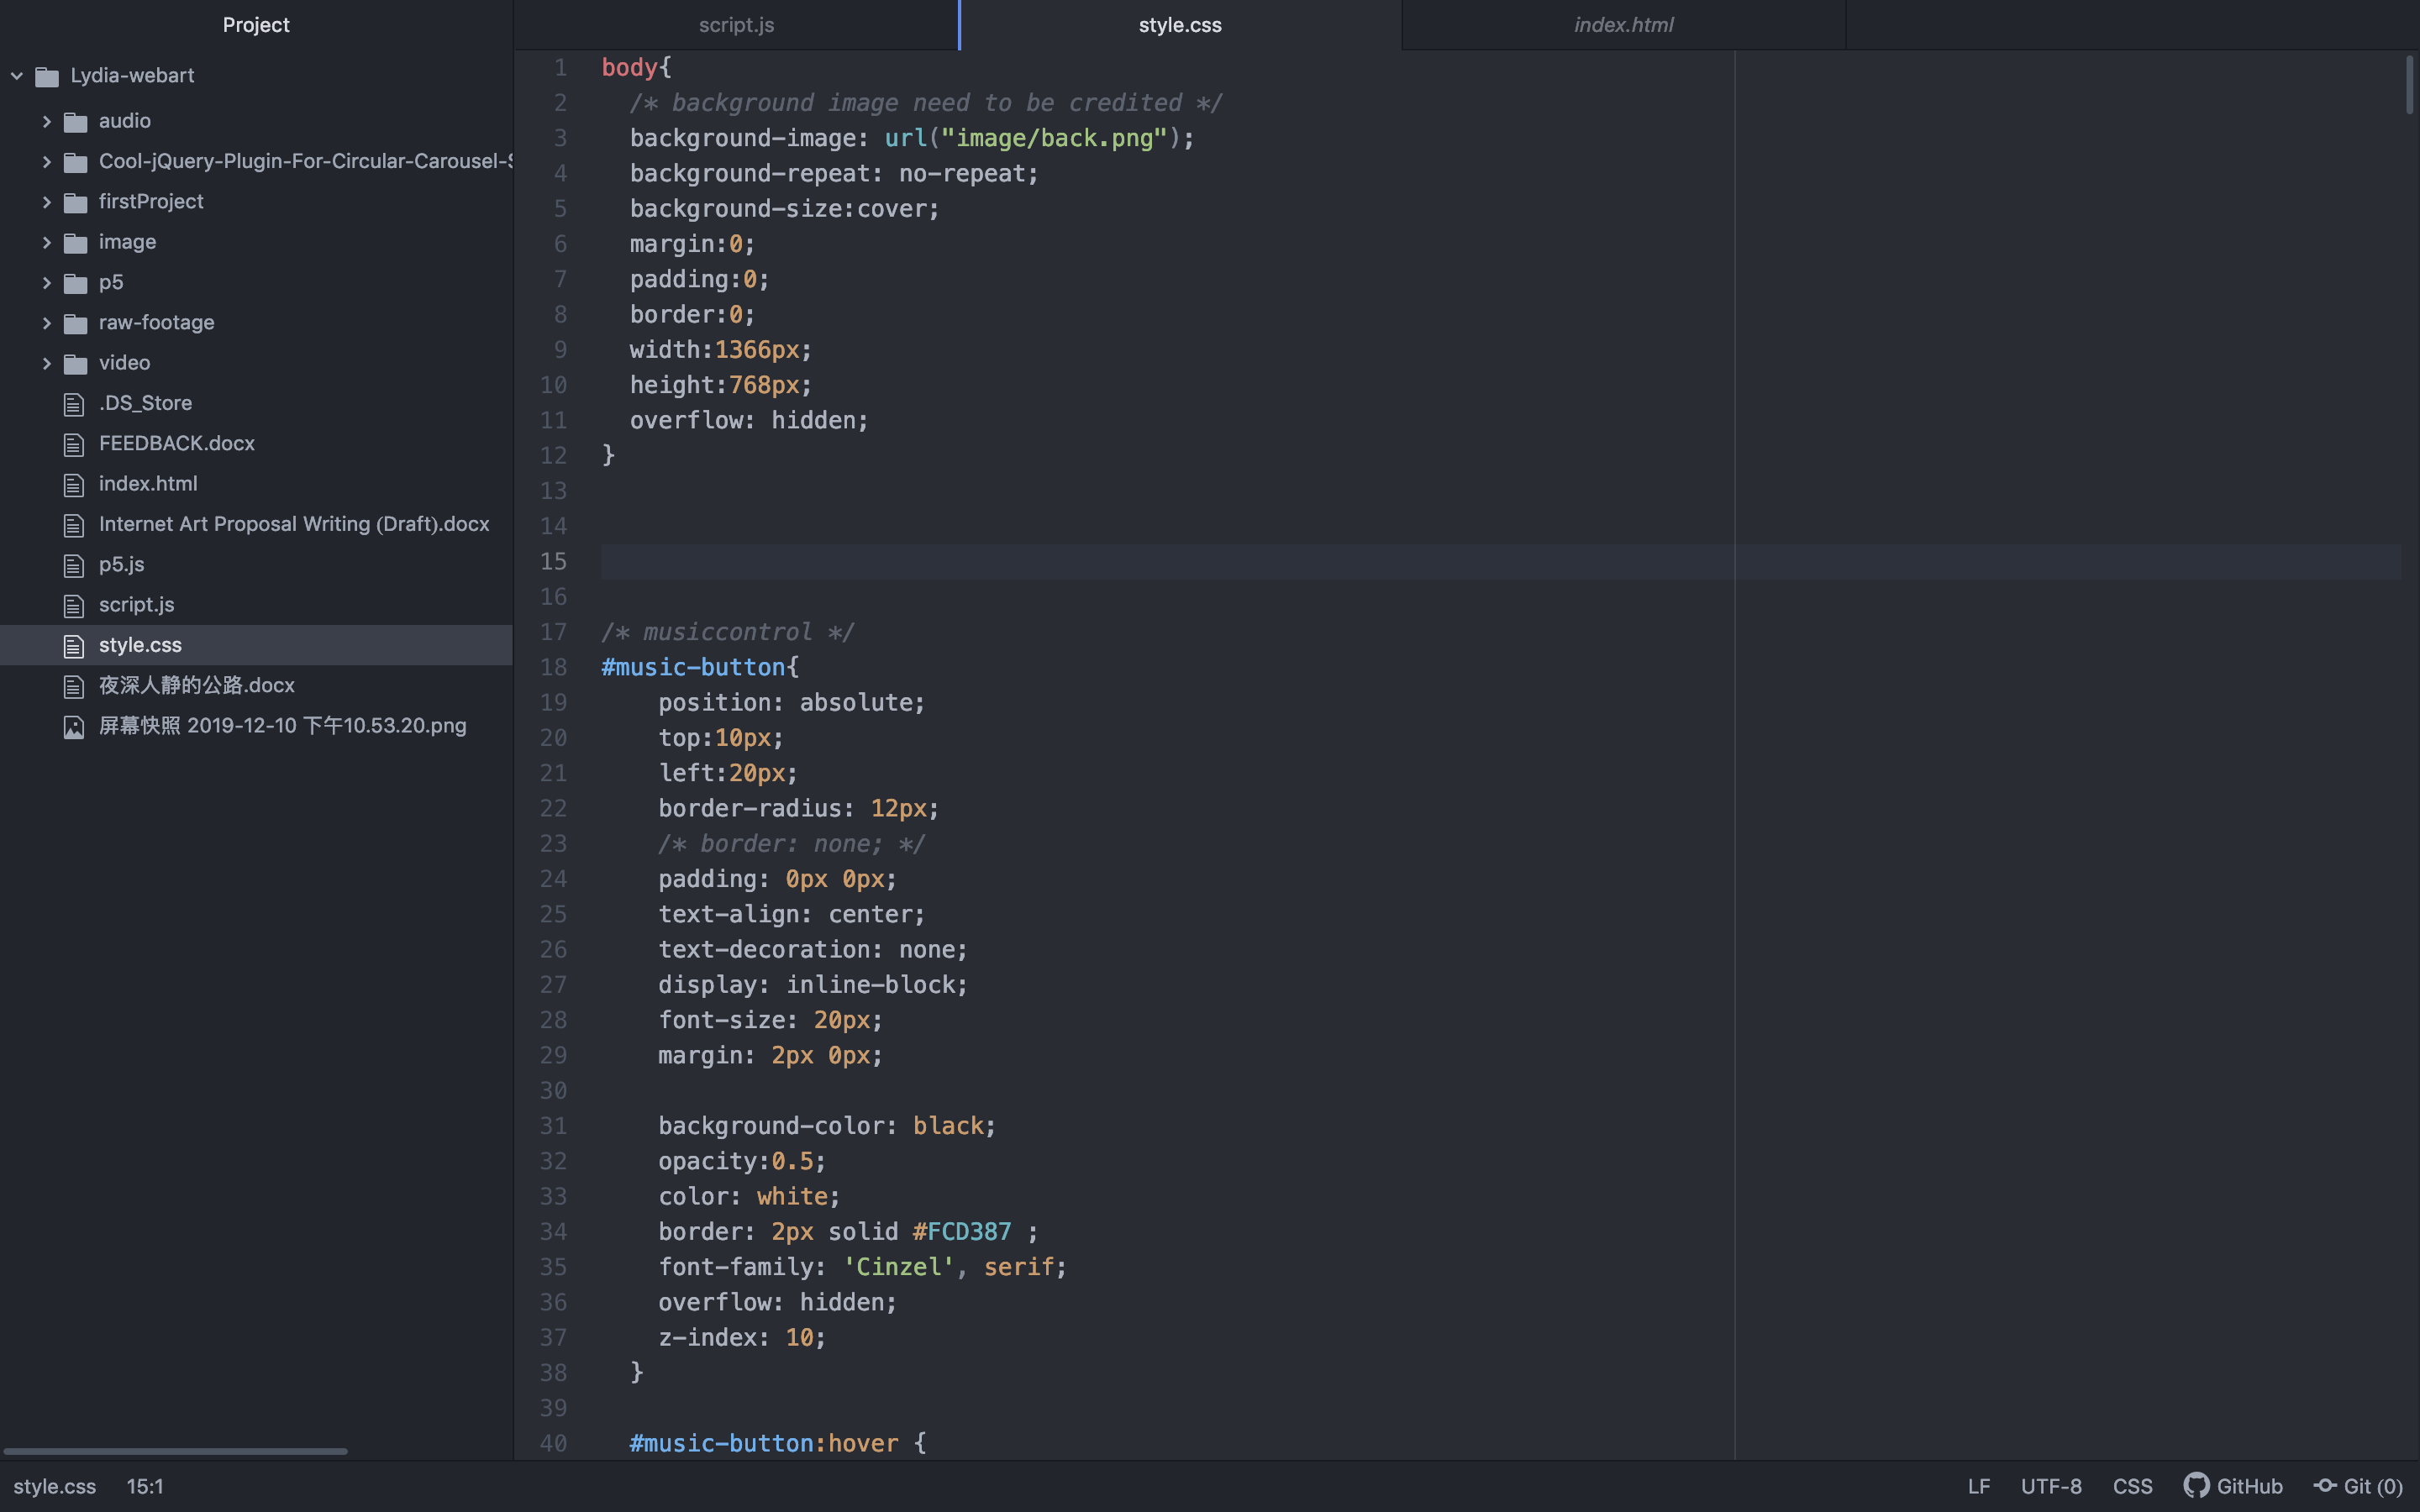 Project
Lydia-webart
audio
Cool-jQuery-Plugin-For-Circular-Carousel-
firstProject
image
p5
raw-footage
video
.DS_Store
FEEDBACK.docx
index.html
Internet Art Proposal Writing (Draft).docx
p5.js
script.js
style.css
夜深人静的公路.docx
屏幕快照 2019-12-10 下午10.53.20.png
script.js
style.css
index.html
1 body{
2 /* background image need to be credited */
3 background-image: url("image/back.png");
4 background-repeat: no-repeat;
5 background-size:cover;
6 margin:0;
7 padding:0;
8 border:0;
9 width:1366px;
10 height:768px;
11 overflow: hidden;
12 }
13
14
15
16
17 /* musiccontrol */
18 #music-button{
19 position: absolute;
20 top:10px;
21 left:20px;
22 border-radius: 12px;
23 /* border: none; */
24 padding: 0px 0px;
25 text-align: center;
26 text-decoration: none;
27 display: inline-block;
28 font-size: 20px;
29 margin: 2px 0px;
30
31 background-color: black;
32 opacity:0.5;
33 color: white;
34 border: 2px solid #FCD387 ;
35 font-family: 'Cinzel', serif;
36 overflow: hidden;
37 z-index: 10;
38 }
39
40 #music-button:hover {
style.css 15:1
LF UTF-8 CSS GitHub Git (0)